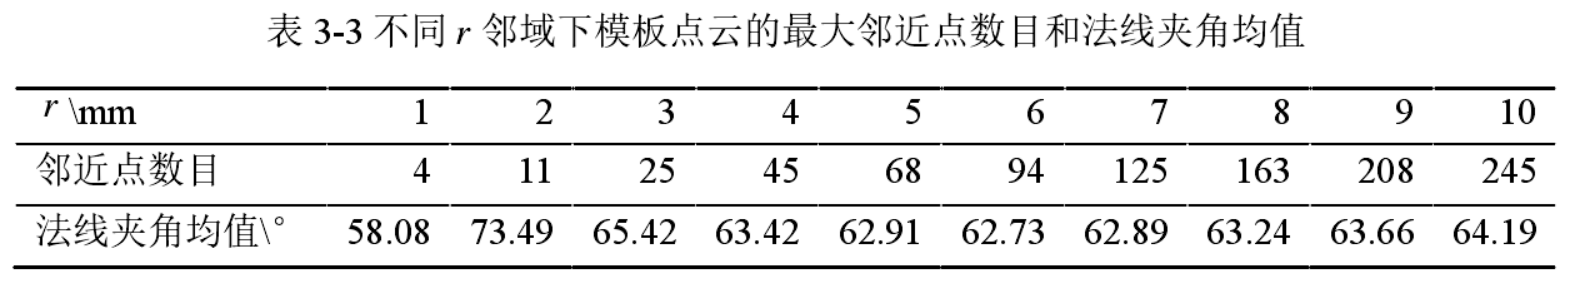 表 3-3 不同 r 邻域下模板点云的最大邻近点数目和法线夹角均值
r \mm 1 2 3 4 5 6 7 8 9 10
邻近点数目 4 11 25 45 68 94 125 163 208 245
法线夹角均值\° 58.08 73.49 65.42 63.42 62.91 62.73 62.89 63.24 63.66 64.19